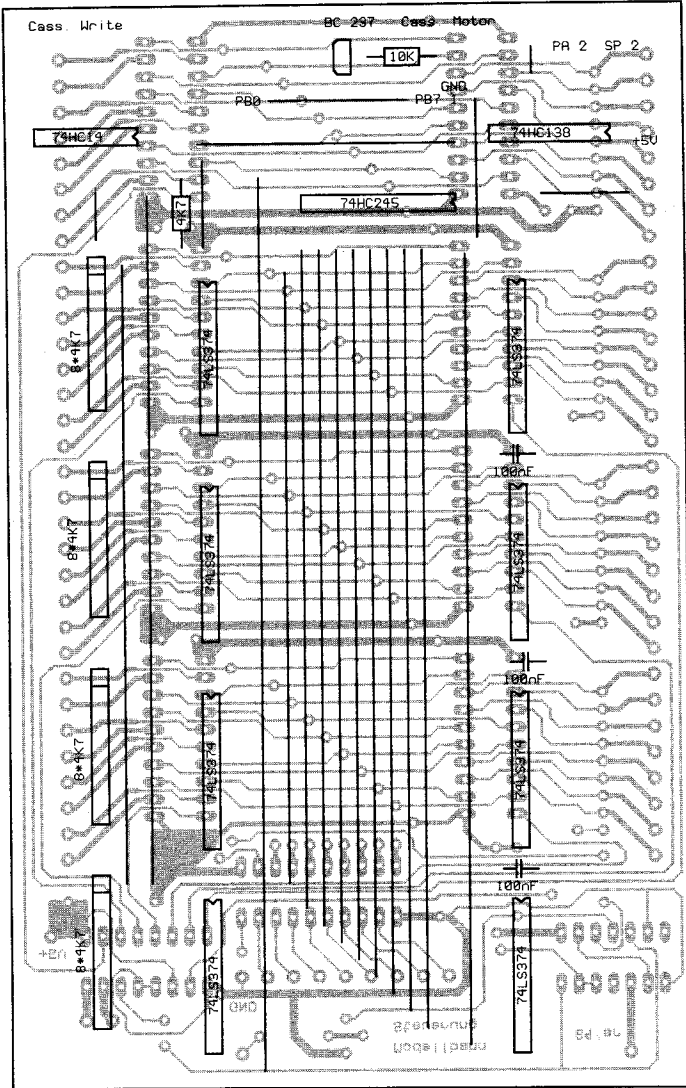 Cass. Write
BC 237 Cass Motor
10K
PA 2 SP 2
GND
PB0
PB7
74HC14
74HC138
+5V
4K7
74HC245
8*4K7
74LS374
74LS374
100nF
8*4K7
74LS374
74LS374
100nF
8*4K7
74LS374
74LS374
100nF
8*4K7
74LS374
74LS374
GND